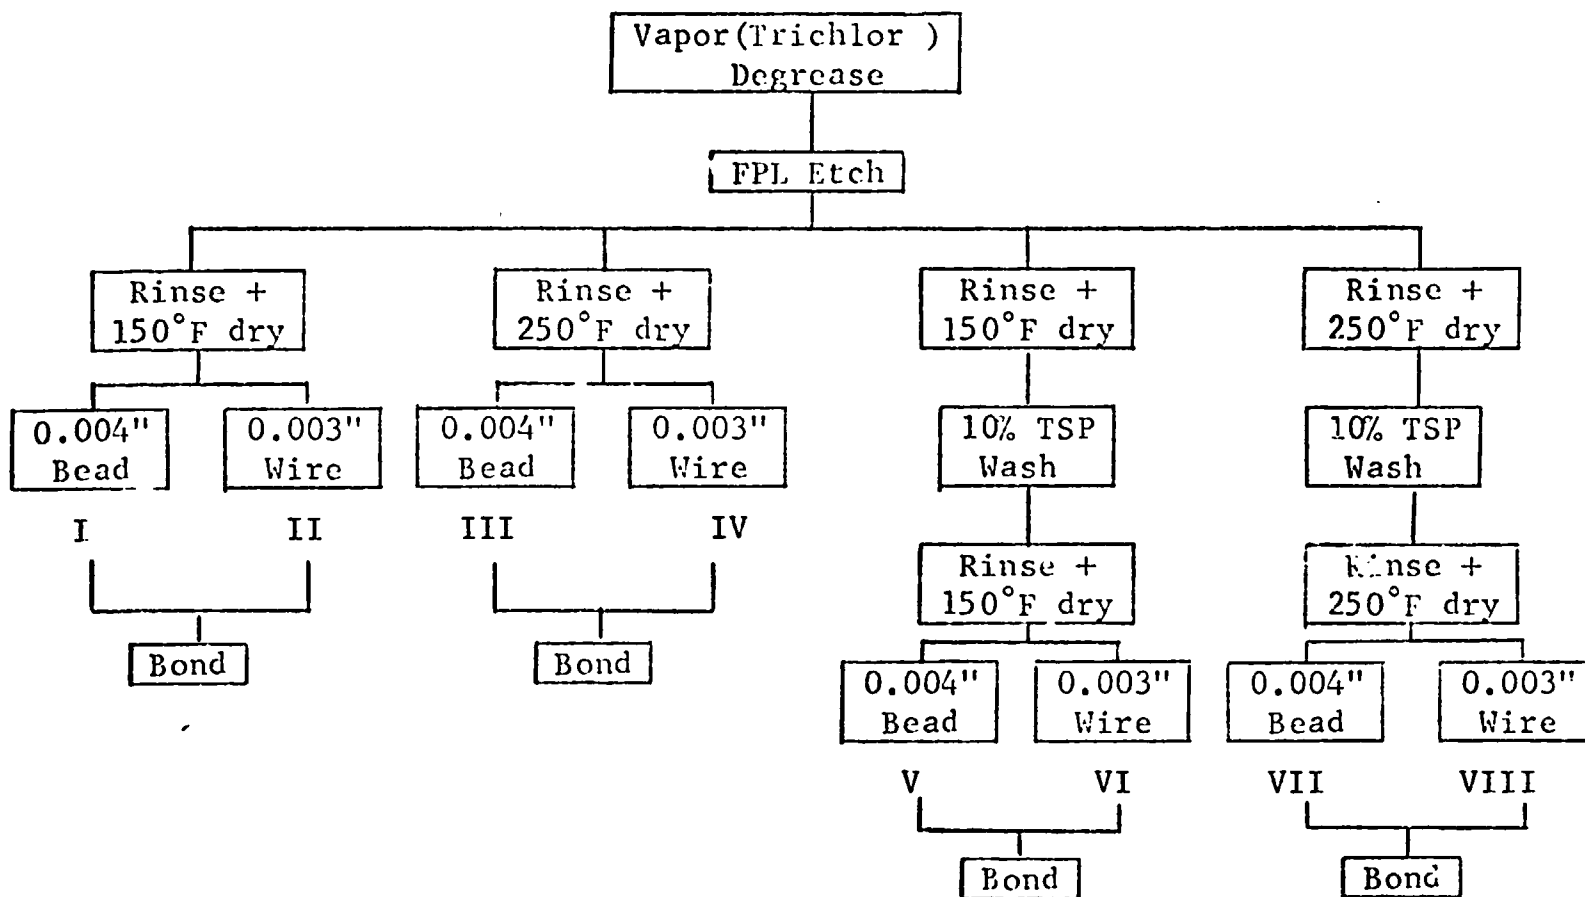 Vapor(Trichlor )
Degrease
FPL Etch
Rinse +
150°F dry
Rinse +
250°F dry
Rinse +
150°F dry
Rinse +
250°F dry
0.004"
Bead
0.003"
Wire
0.004"
Bead
0.003"
Wire
10% TSP
Wash
10% TSP
Wash
I
II
III
IV
Rinse +
150°F dry
Rinse +
250°F dry
Bond
Bond
0.004"
Bead
0.003"
Wire
0.004"
Bead
0.003"
Wire
V
VI
VII
VIII
Bond
Bond